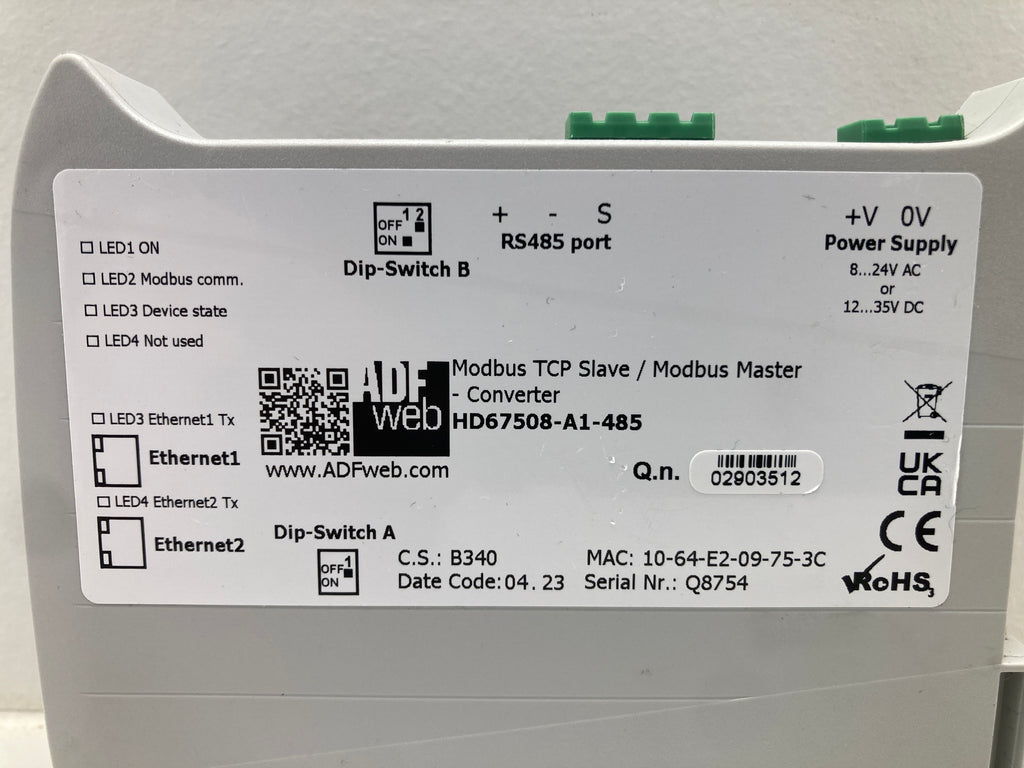 LED1 ON
LED2 Modbus comm.
LED3 Device state
LED4 Not used
1 2
OFF
ON
Dip-Switch B
+ - S
RS485 port
+V 0V
Power Supply
8...24V AC
or
12...35V DC
ADF
web
www.ADFweb.com
Modbus TCP Slave / Modbus Master
- Converter
HD67508-A1-485
LED3 Ethernet1 Tx
Ethernet1
LED4 Ethernet2 Tx
Ethernet2
Q.n. 02903512
UK
CA
CE
RoHS3
Dip-Switch A
1
OFF
ON
C.S.: B340
MAC: 10-64-E2-09-75-3C
Date Code: 04. 23
Serial Nr.: Q8754